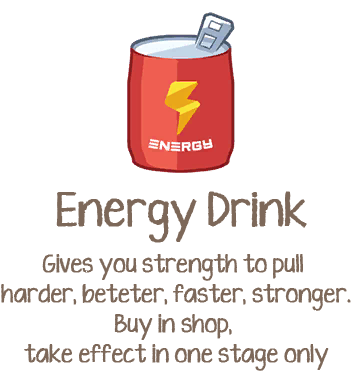 ENERGY
Energy Drink
Gives you strength to pull
harder, beteter, faster, stronger.
Buy in shop,
take effect in one stage only